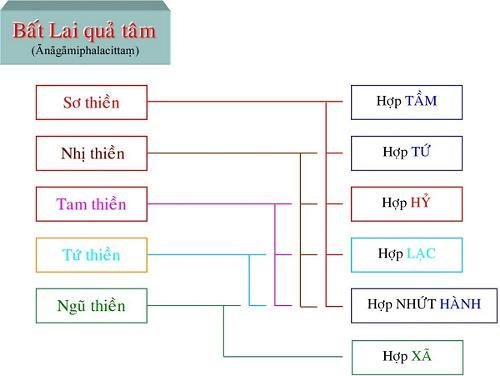 Bất Lai quả tâm
(Ānāgāmiphalacittaṃ)
Sơ thiền
Hợp TẦM
Nhị thiền
Hợp TỨ
Tam thiền
Hợp HỶ
Tứ thiền
Hợp LẠC
Ngũ thiền
Hợp NHỨT HÀNH
Hợp XÃ